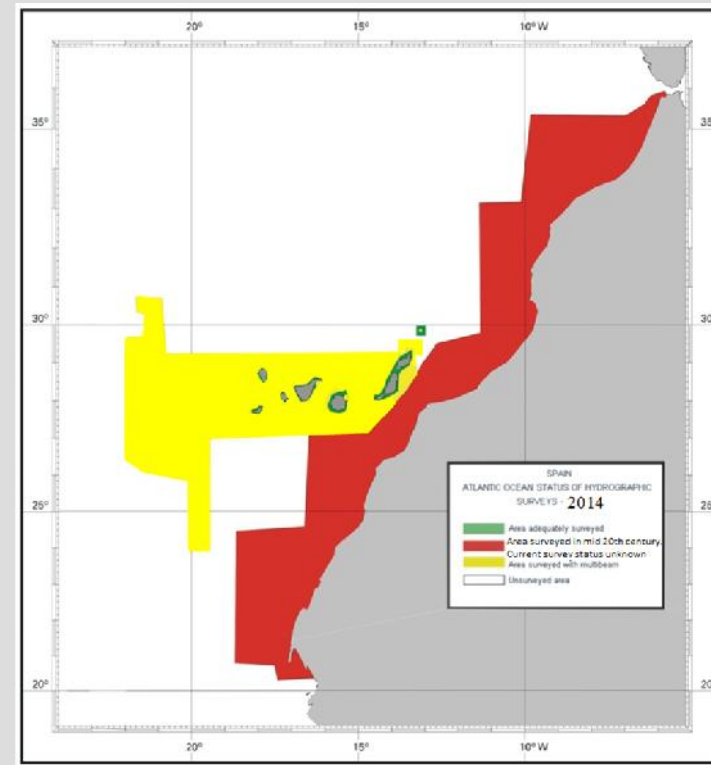 20° 15° 10° W
35° 35
30° 30
25° 25
20° 20
20° 15° 10° W
SPAIN
ATLANTIC OCEAN STATUS OF HYDROGRAPHIC
SURVEYS - 2014
Area adequately surveyed
Area surveyed in mid 20th century.
Current survey status unknown
Area surveyed with multibeam
Unsurveyed area